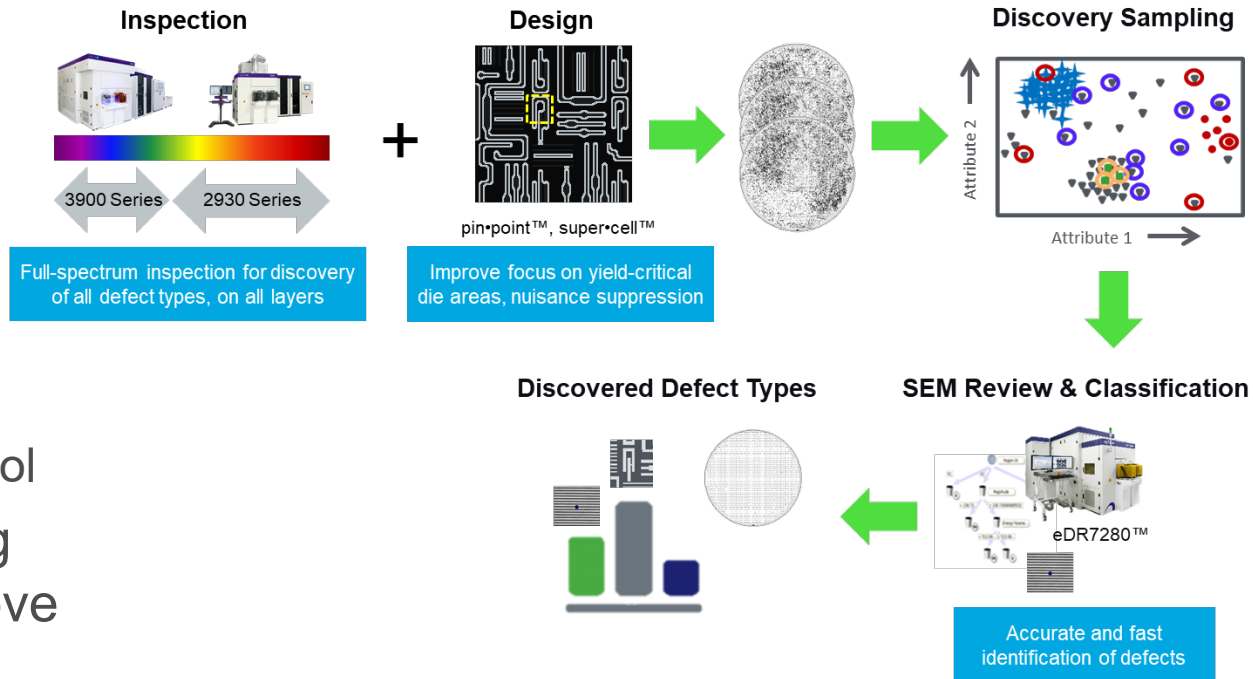 Inspection
Design
Discovery Sampling
3900 Series
2930 Series
+
pin•point™, super•cell™
Full-spectrum inspection for discovery
of all defect types, on all layers
Improve focus on yield-critical
die areas, nuisance suppression
Attribute 2
Attribute 1
Discovered Defect Types
SEM Review & Classification
eDR7280™
Accurate and fast
identification of defects
ol
g
ove